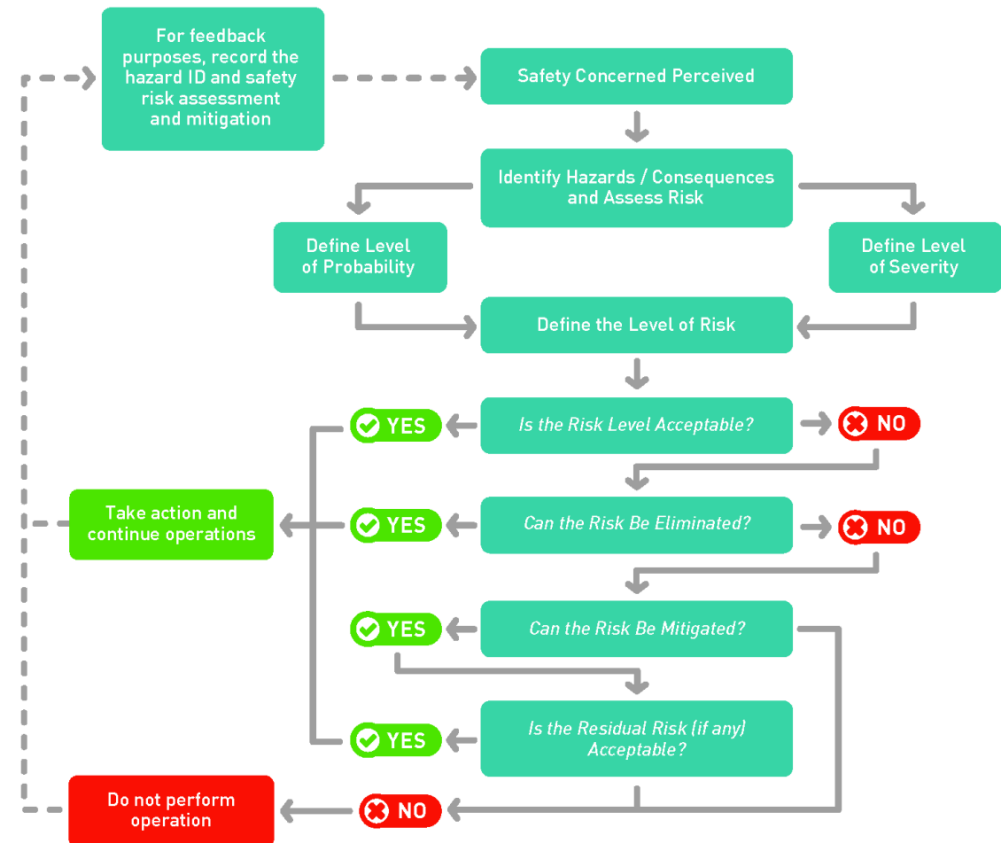 For feedback
purposes, record the
hazard ID and safety
risk assessment
and mitigation
Safety Concerned Perceived
Identify Hazards / Consequences
and Assess Risk
Define Level
of Probability
Define Level
of Severity
Define the Level of Risk
YES
Is the Risk Level Acceptable?
NO
Take action and
continue operations
YES
Can the Risk Be Eliminated?
NO
YES
Can the Risk Be Mitigated?
YES
Is the Residual Risk (if any)
Acceptable?
Do not perform
operation
NO